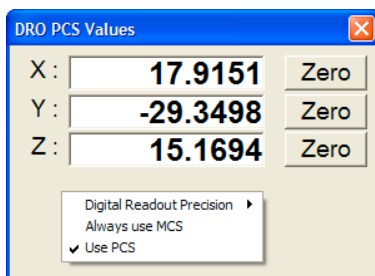 DRO PCS Values
X : 17.9151 Zero
Y : -29.3498 Zero
Z : 15.1694 Zero
Digital Readout Precision
Always use MCS
Use PCS